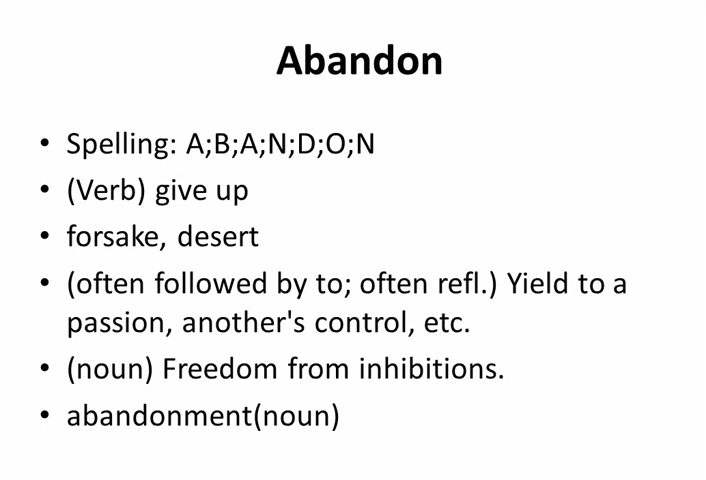 Abandon
• Spelling: A;B;A;N;D;O;N
• (Verb) give up
• forsake, desert
• (often followed by to; often refl.) Yield to a
passion, another's control, etc.
• (noun) Freedom from inhibitions.
• abandonment(noun)